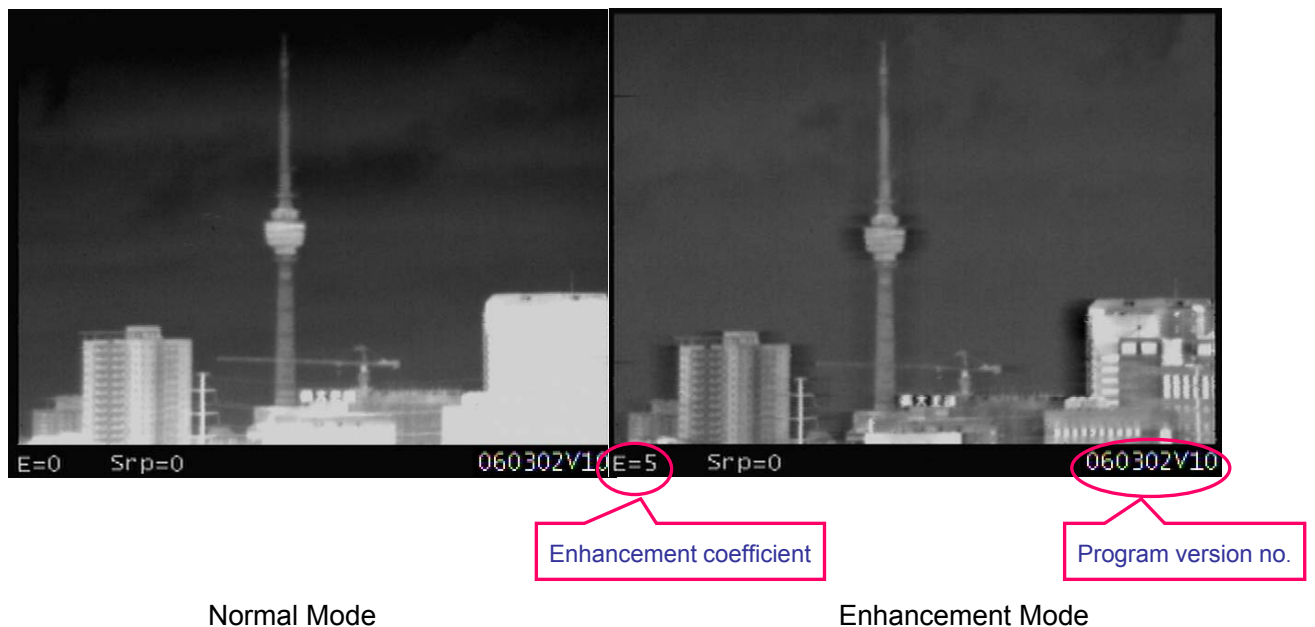 E=0 Srp=0 060302V10
E=5 Srp=0 060302V10
Enhancement coefficient
Program version no.
Normal Mode
Enhancement Mode